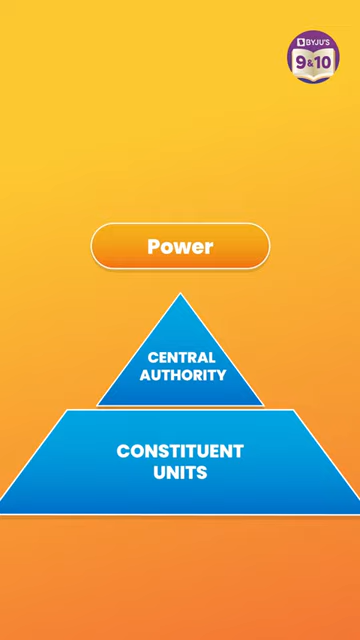 BYJU'S
9&10
Power
CENTRAL
AUTHORITY
CONSTITUENT
UNITS